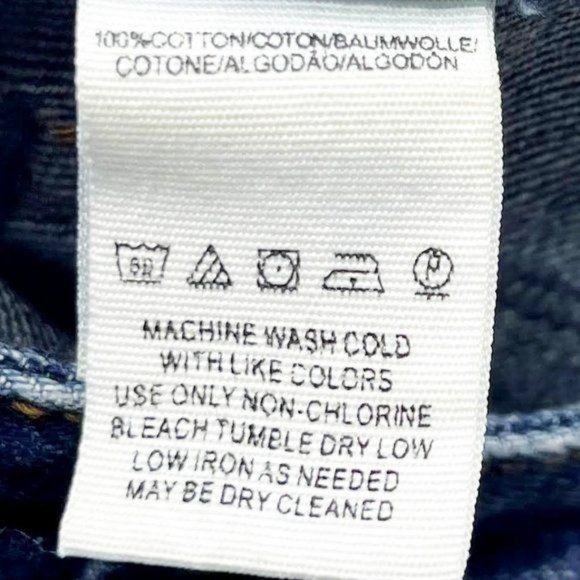 100%COTTON/COTON/BAUMWOLLE/
COTONE/ALGODÃO/ALGODÓN
MACHINE WASH COLD
WITH LIKE COLORS
USE ONLY NON-CHLORINE
BLEACH TUMBLE DRY LOW
LOW IRON AS NEEDED
MAY BE DRY CLEANED